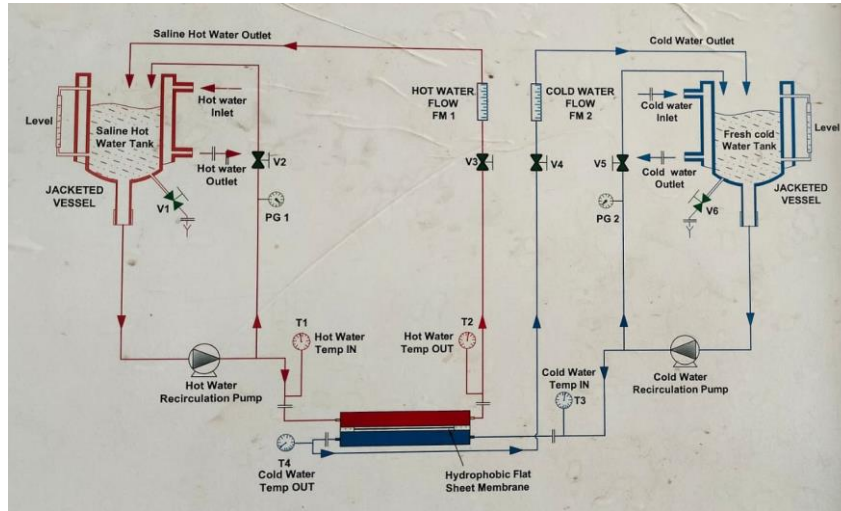 Saline Hot Water Outlet
Cold Water Outlet
HOT WATER
FLOW
FM 1
COLD WATER
FLOW
FM 2
Hot water
Inlet
Cold water
Inlet
Level
Saline Hot
Water Tank
Fresh cold
Water Tank
Level
Hot water
Outlet
V2
V3
V4
V5
Cold water
Outlet
JACKETED
VESSEL
V1
PG 1
PG 2
V6
JACKETED
VESSEL
T1
Hot Water
Temp IN
T2
Hot Water
Temp OUT
Cold Water
Temp IN
T3
Hot Water
Recirculation Pump
Cold Water
Recirculation Pump
T4
Cold Water
Temp OUT
Hydrophobic Flat
Sheet Membrane